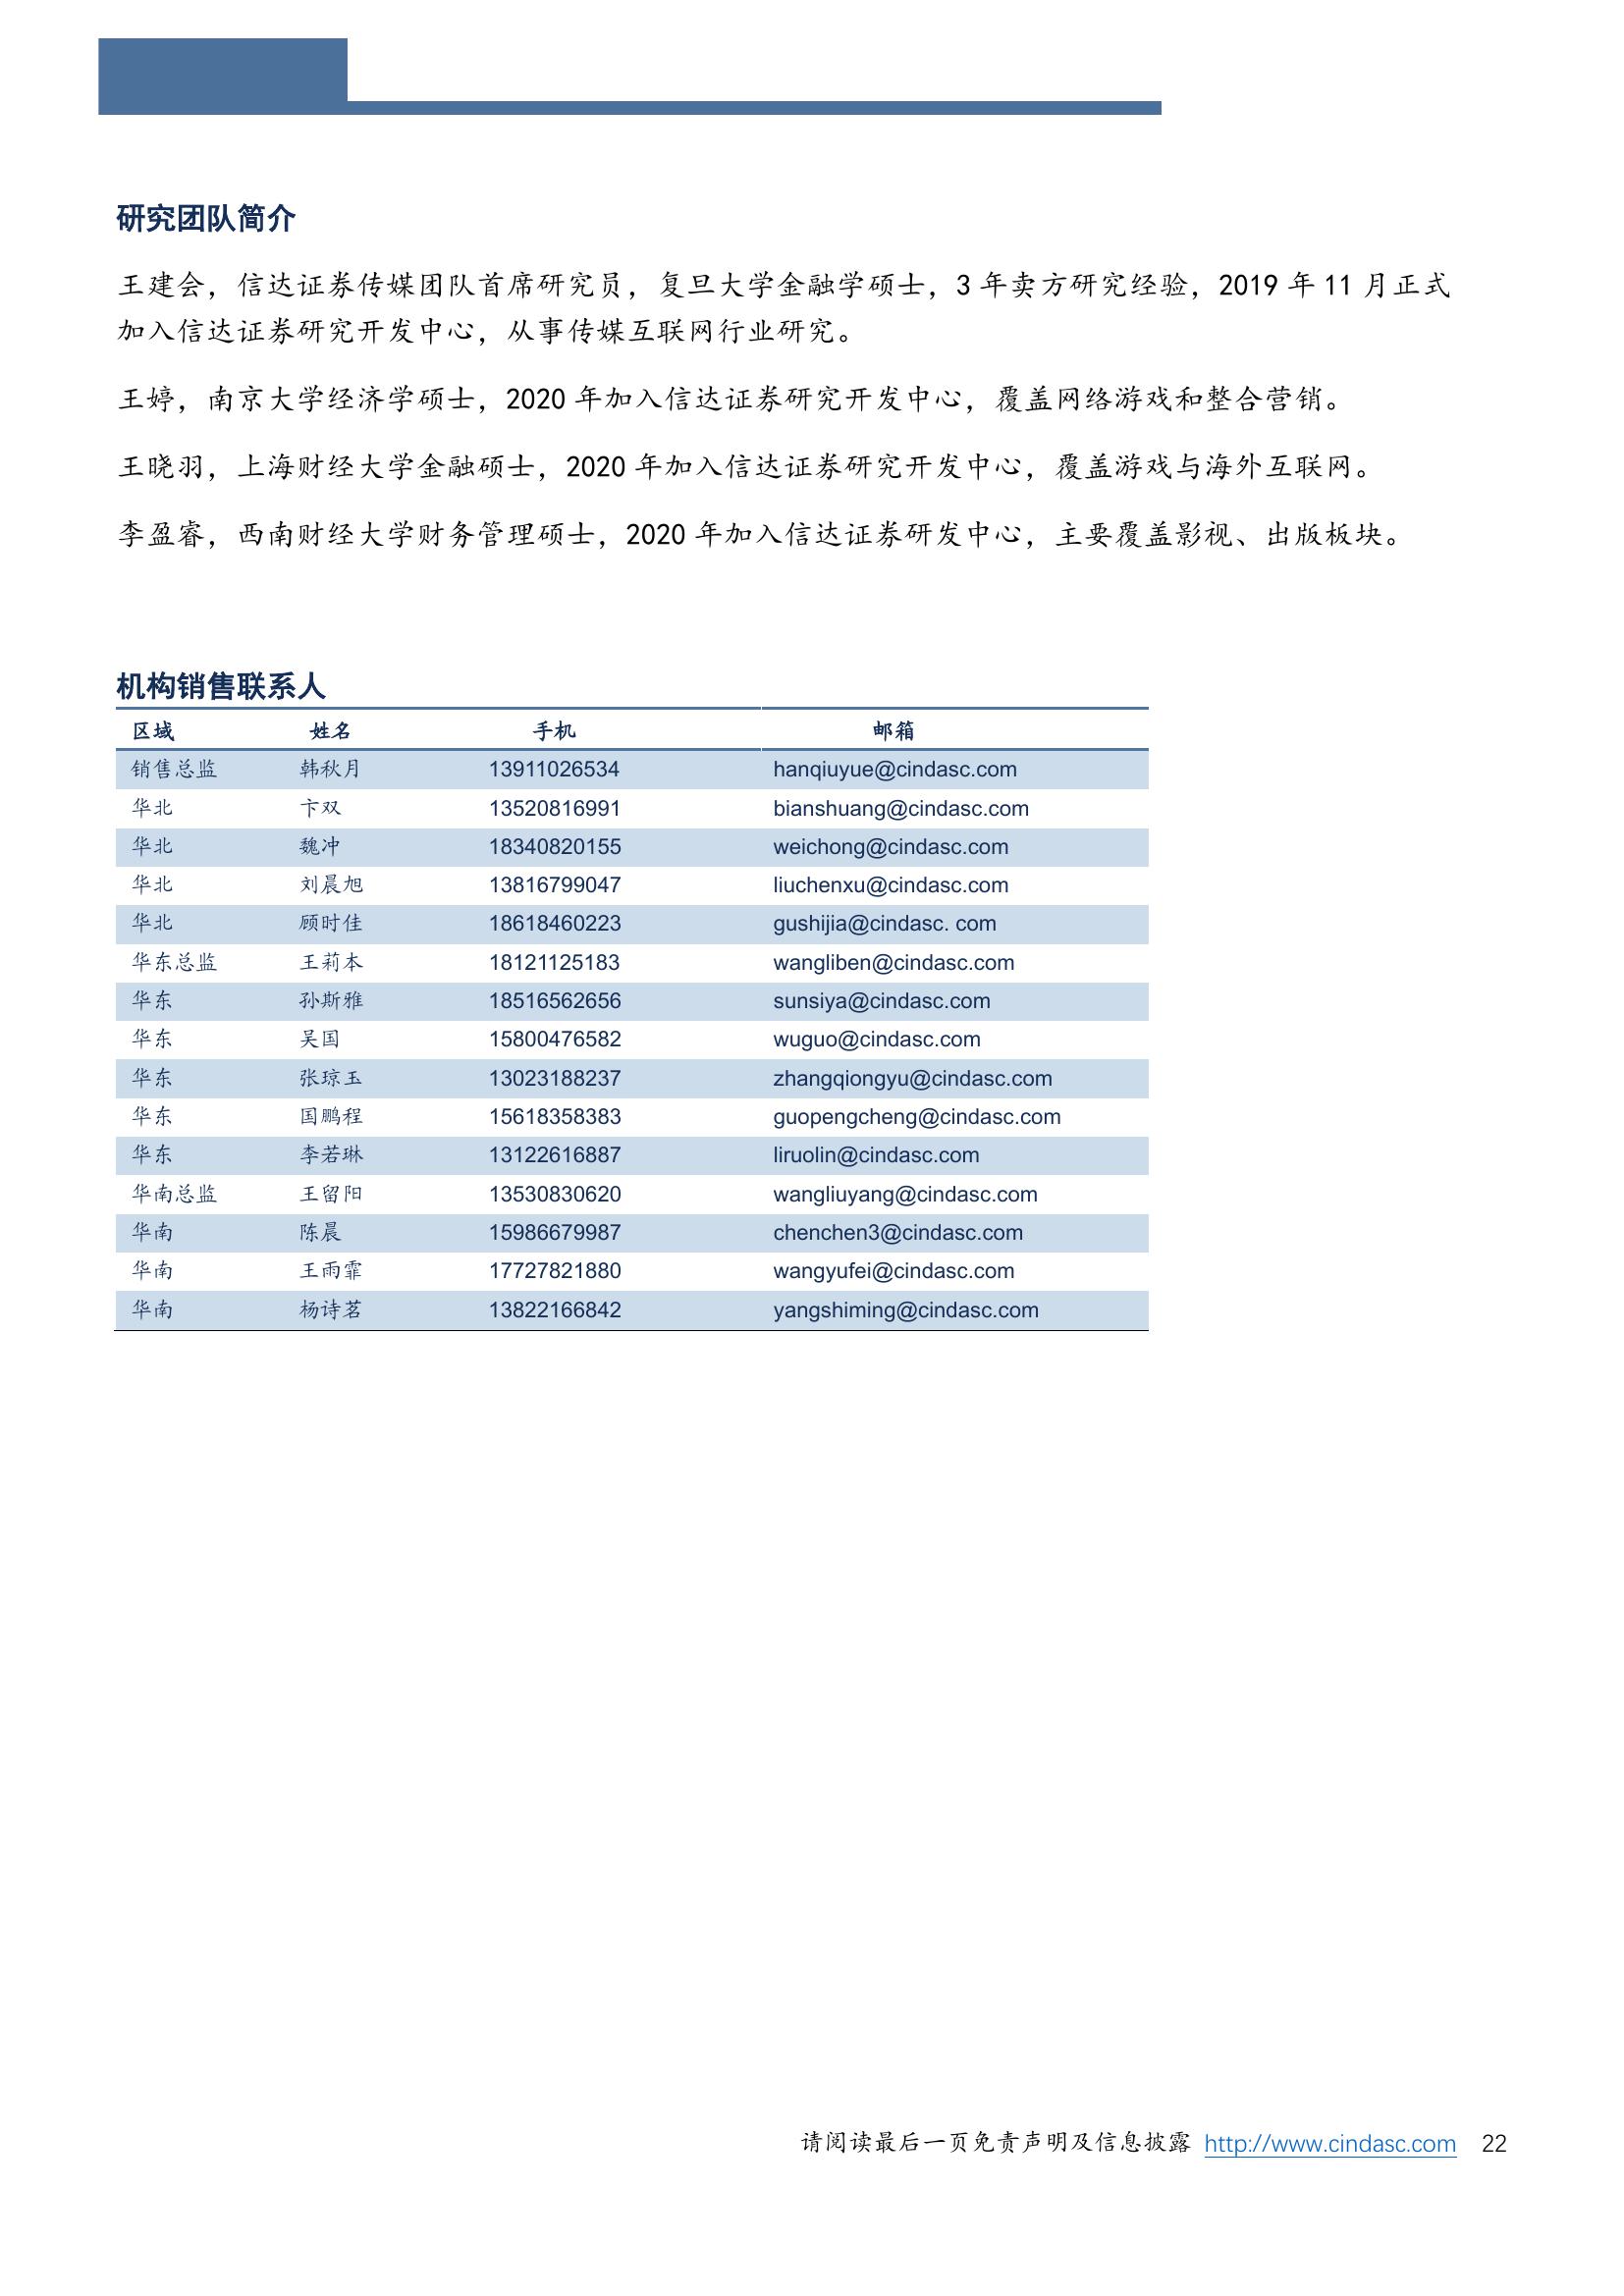 研究团队简介
王建会，信达证券传媒团队首席研究员，复旦大学金融学硕士，3 年卖方研究经验，2019 年 11 月正式
加入信达证券研究开发中心，从事传媒互联网行业研究。
王婷，南京大学经济学硕士，2020 年加入信达证券研究开发中心，覆盖网络游戏和整合营销。
王晓羽，上海财经大学金融硕士，2020 年加入信达证券研究开发中心，覆盖游戏与海外互联网。
李盈睿，西南财经大学财务管理硕士，2020 年加入信达证券研发中心，主要覆盖影视、出版板块。
机构销售联系人
区域 姓名 手机 邮箱
销售总监 韩秋月 13911026534 hanqiuyue@cindasc.com
华北 卞双 13520816991 bianshuang@cindasc.com
华北 魏冲 18340820155 weichong@cindasc.com
华北 刘晨旭 13816799047 liuchenxu@cindasc.com
华北 顾时佳 18618460223 gushijia@cindasc. com
华东总监 王莉本 18121125183 wangliben@cindasc.com
华东 孙斯雅 18516562656 sunsiya@cindasc.com
华东 吴国 15800476582 wuguo@cindasc.com
华东 张琼玉 13023188237 zhangqiongyu@cindasc.com
华东 国鹏程 15618358383 guopengcheng@cindasc.com
华东 李若琳 13122616887 liruolin@cindasc.com
华南总监 王留阳 13530830620 wangliuyang@cindasc.com
华南 陈晨 15986679987 chenchen3@cindasc.com
华南 王雨霏 17727821880 wangyufei@cindasc.com
华南 杨诗茗 13822166842 yangshiming@cindasc.com
请阅读最后一页免责声明及信息披露 http://www.cindasc.com 22